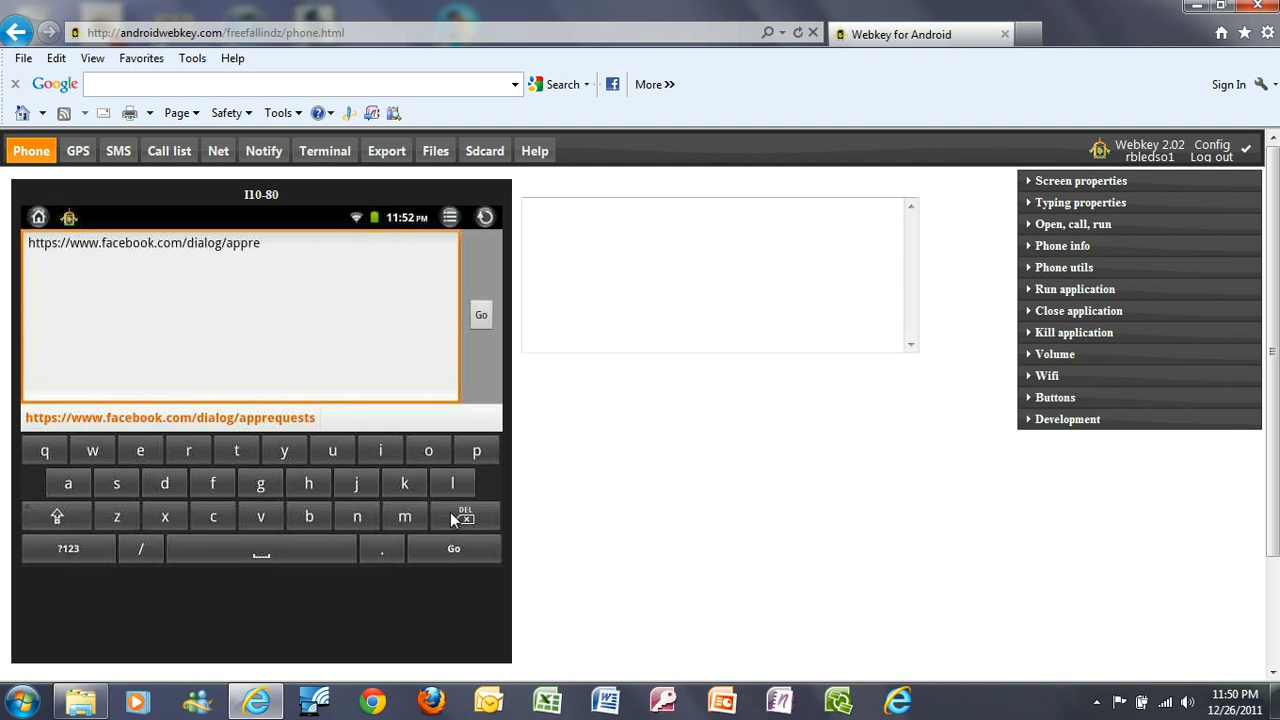 http://androidwebkey.com/freefallindz/phone.html
Webkey for Android
File Edit View Favorites Tools Help
Google Search More »
Sign In
Page Safety Tools
Phone GPS SMS Call list Net Notify Terminal Export Files Sdcard Help
Webkey 2.02 Config
rbledso1 Log out
I10-80
11:52 PM
https://www.facebook.com/dialog/appre
Go
https://www.facebook.com/dialog/apprequests
q w e r t y u i o p
a s d f g h j k l
z x c v b n m DEL
?123 / . Go
Screen properties
Typing properties
Open, call, run
Phone info
Phone utils
Run application
Close application
Kill application
Volume
Wifi
Buttons
Development
11:50 PM
12/26/2011